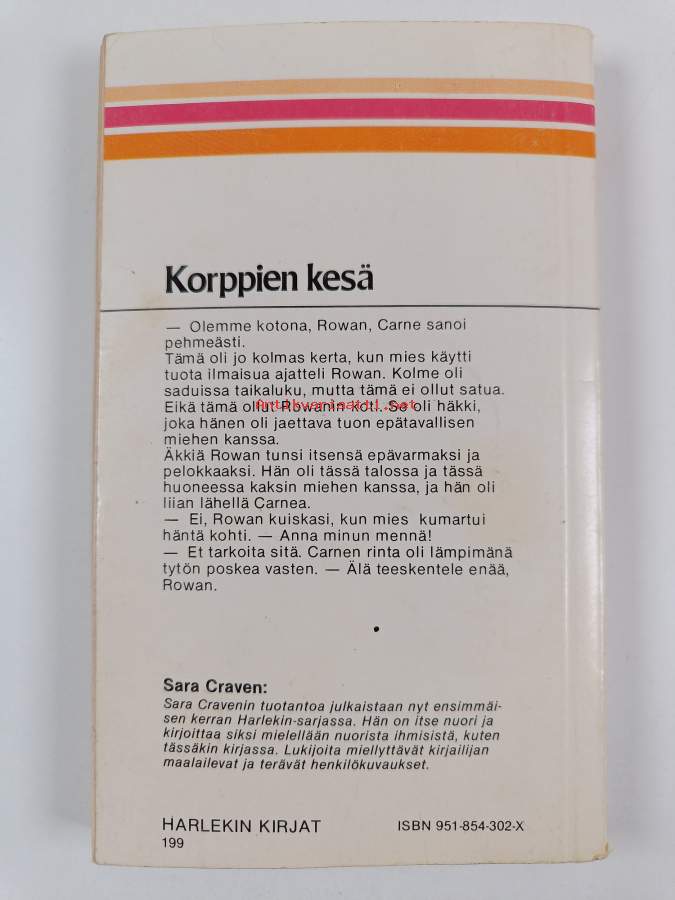 Korppien kesä
— Olemme kotona, Rowan, Carne sanoi
pehmeästi.
Tämä oli jo kolmas kerta, kun mies käytti
tuota ilmaisua ajatteli Rowan. Kolme oli
saduissa taikaluku, mutta tämä ei ollut satua.
Eikä tämä ollut Rowanin koti. Se oli häkki,
Antikvariaatti.net
joka hänen oli jaettava tuon epätavallisen
miehen kanssa.
Äkkiä Rowan tunsi itsensä epävarmaksi ja
pelokkaaksi. Hän oli tässä talossa ja tässä
huoneessa kaksin miehen kanssa, ja hän oli
liian lähellä Carnea.
— Ei, Rowan kuiskasi, kun mies kumartui
häntä kohti. — Anna minun mennä!
— Et tarkoita sitä. Carnen rinta oli lämpimänä
tytön poskea vasten. — Älä teeskentele enää,
Rowan.
Sara Craven:
Sara Cravenin tuotantoa julkaistaan nyt ensimmäi-
sen kerran Harlekin-sarjassa. Hän on itse nuori ja
kirjoittaa siksi mielellään nuorista ihmisistä, kuten
tässäkin kirjassa. Lukijoita miellyttävät kirjailijan
maalailevat ja terävät henkilökuvaukset.
HARLEKIN KIRJAT ISBN 951-854-302-X
199